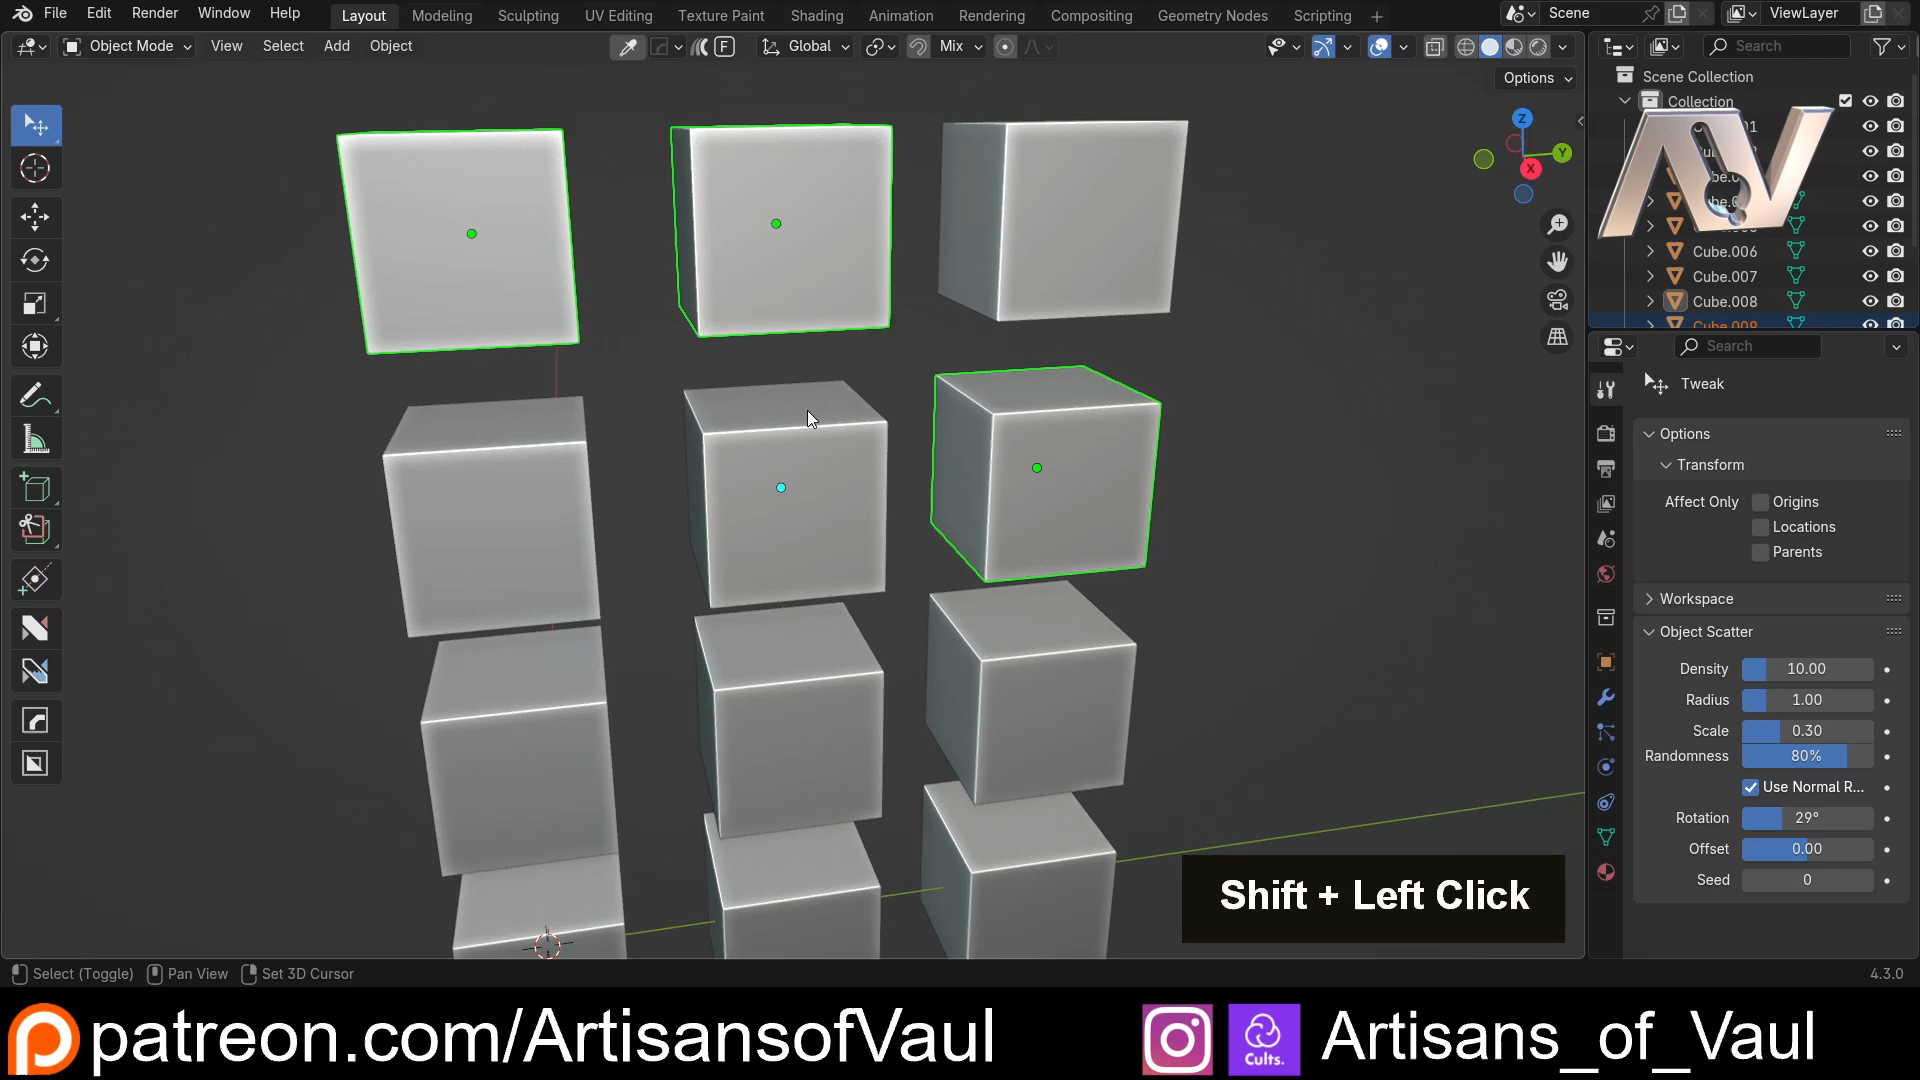 File Edit Render Window Help Layout Modeling Sculpting UV Editing Texture Paint Shading Animation Rendering Compositing Geometry Nodes Scripting + Scene ViewLayer
Object Mode View Select Add Object F Global Mix Search
Options
Scene Collection
Collection
Cube.006
Cube.007
Cube.008
Cube.009
Z
Y
X
Search
Tweak
Options
Transform
Affect Only Origins
Locations
Parents
Workspace
Object Scatter
Density 10.00
Radius 1.00
Scale 0.30
Randomness 80%
Use Normal R...
Rotation 29°
Offset 0.00
Seed 0
Shift + Left Click
Select (Toggle) Pan View Set 3D Cursor 4.3.0
patreon.com/ArtisansofVaul Cults. Artisans_of_Vaul